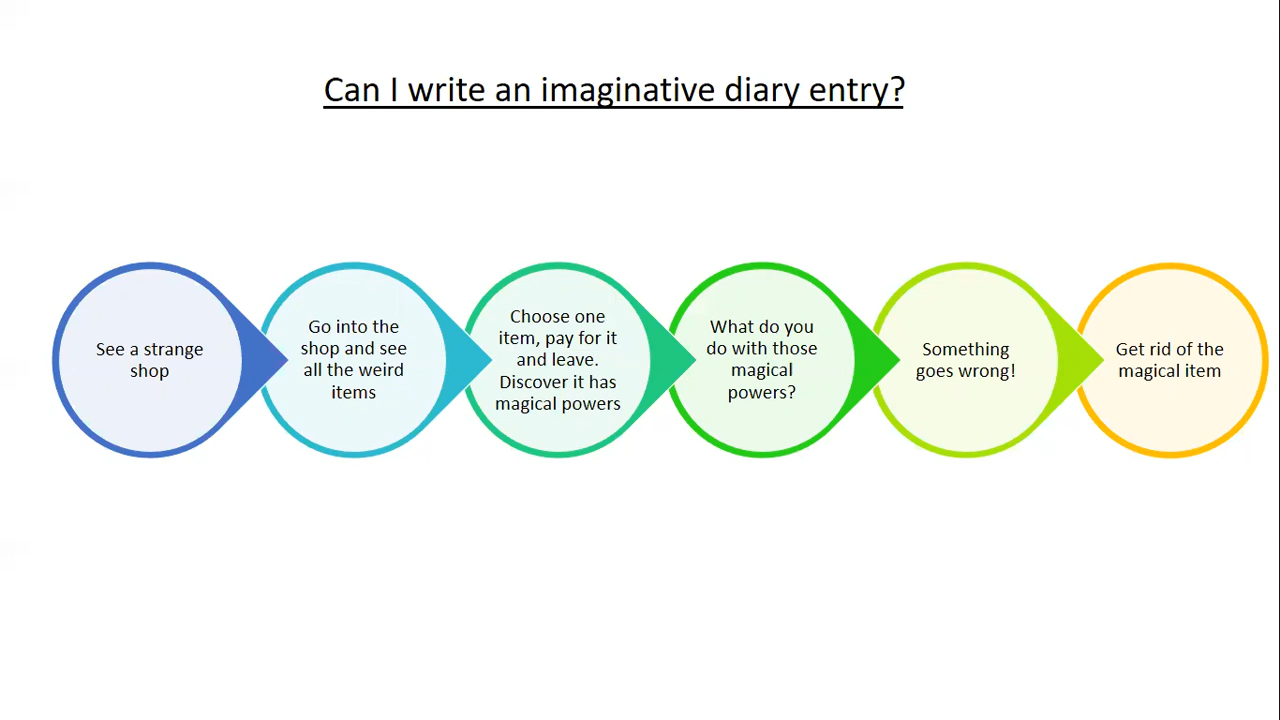 Can I write an imaginative diary entry?
See a strange
shop
Go into the
shop and see
all the weird
items
Choose one
item, pay for it
and leave.
Discover it has
magical powers
What do you
do with those
magical
powers?
Something
goes wrong!
Get rid of the
magical item